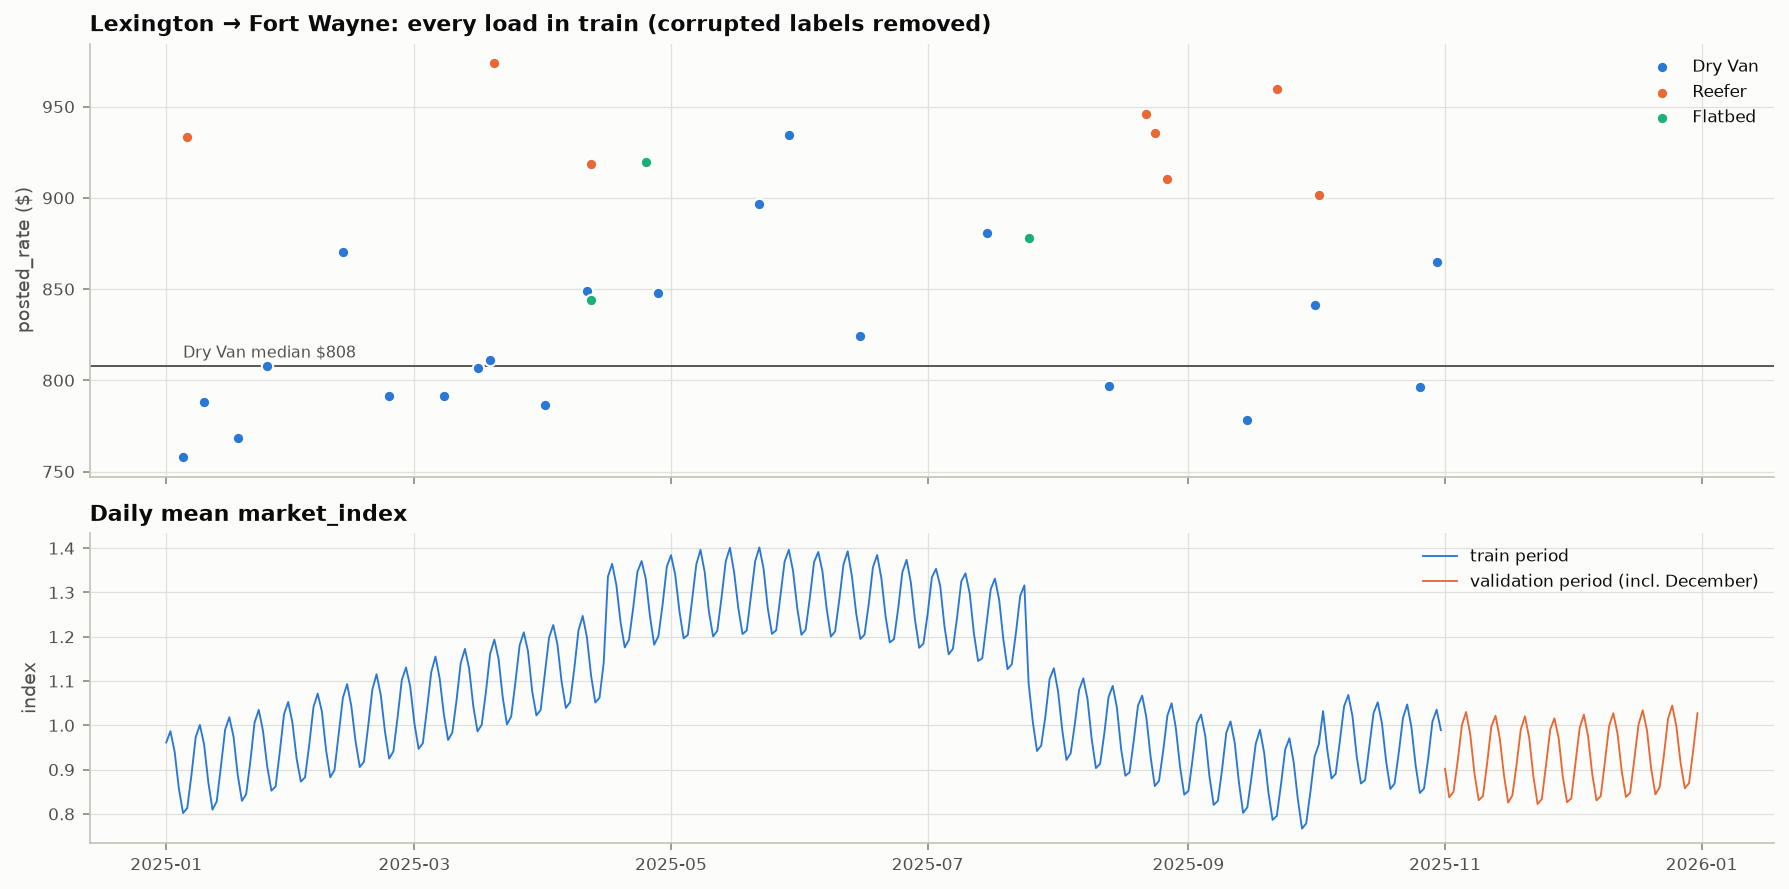 Lexington → Fort Wayne: every load in train (corrupted labels removed)
Dry Van
Reefer
Flatbed
posted_rate ($)
950
900
850
800
750
Dry Van median $808
Daily mean market_index
train period
validation period (incl. December)
index
1.4
1.3
1.2
1.1
1.0
0.9
0.8
2025-01
2025-03
2025-05
2025-07
2025-09
2025-11
2026-01